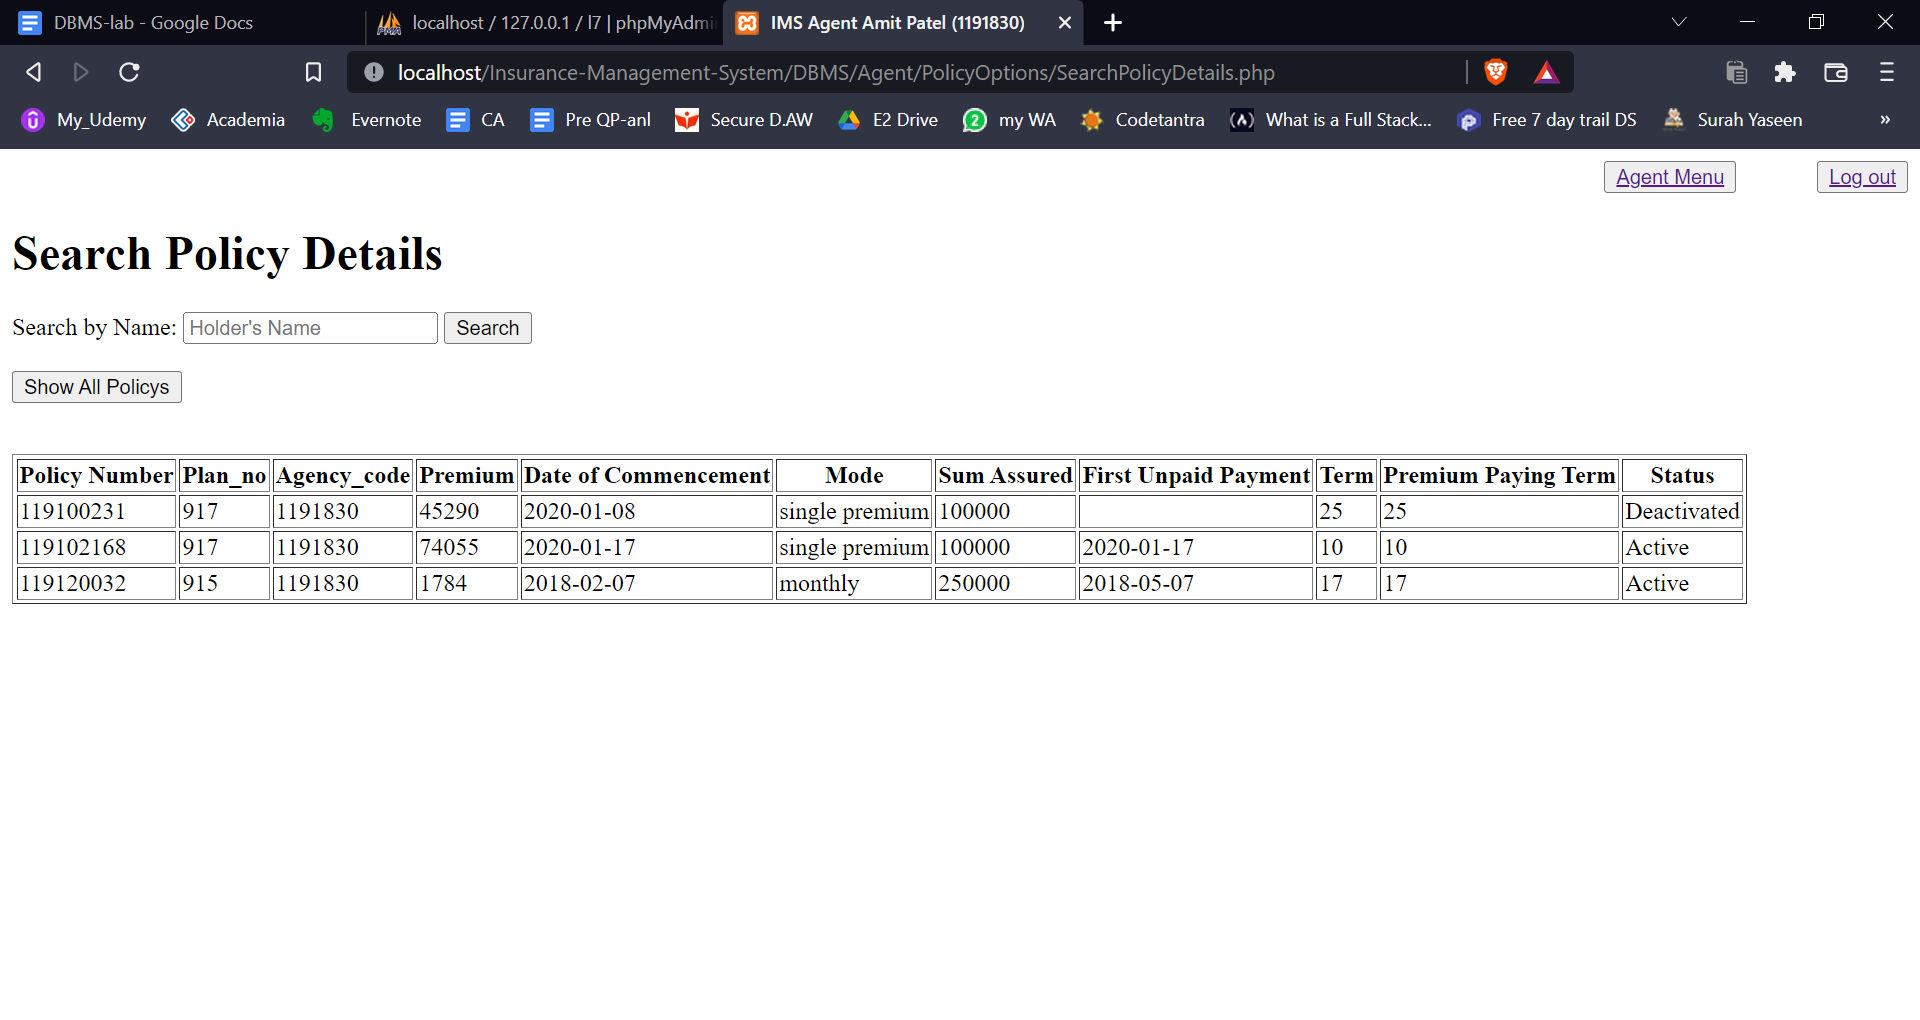 DBMS-lab - Google Docs
localhost / 127.0.0.1 / l7 | phpMyAdmi
IMS Agent Amit Patel (1191830)
localhost/Insurance-Management-System/DBMS/Agent/PolicyOptions/SearchPolicyDetails.php
My_Udemy Academia Evernote CA Pre QP-anl Secure D.AW E2 Drive 2 my WA Codetantra What is a Full Stack... Free 7 day trail DS Surah Yaseen »
Agent Menu Log out
Search Policy Details
Search by Name: Holder's Name Search
Show All Policys
Policy Number Plan_no Agency_code Premium Date of Commencement Mode Sum Assured First Unpaid Payment Term Premium Paying Term Status
119100231 917 1191830 45290 2020-01-08 single premium 100000 25 25 Deactivated
119102168 917 1191830 74055 2020-01-17 single premium 100000 2020-01-17 10 10 Active
119120032 915 1191830 1784 2018-02-07 monthly 250000 2018-05-07 17 17 Active